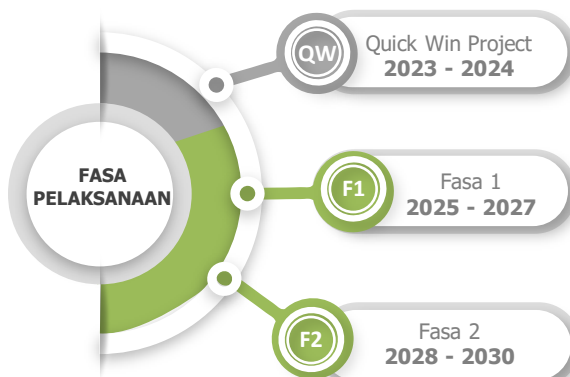 FASA
PELAKSANAAN
QW
Quick Win Project
2023 - 2024
F1
Fasa 1
2025 - 2027
F2
Fasa 2
2028 - 2030